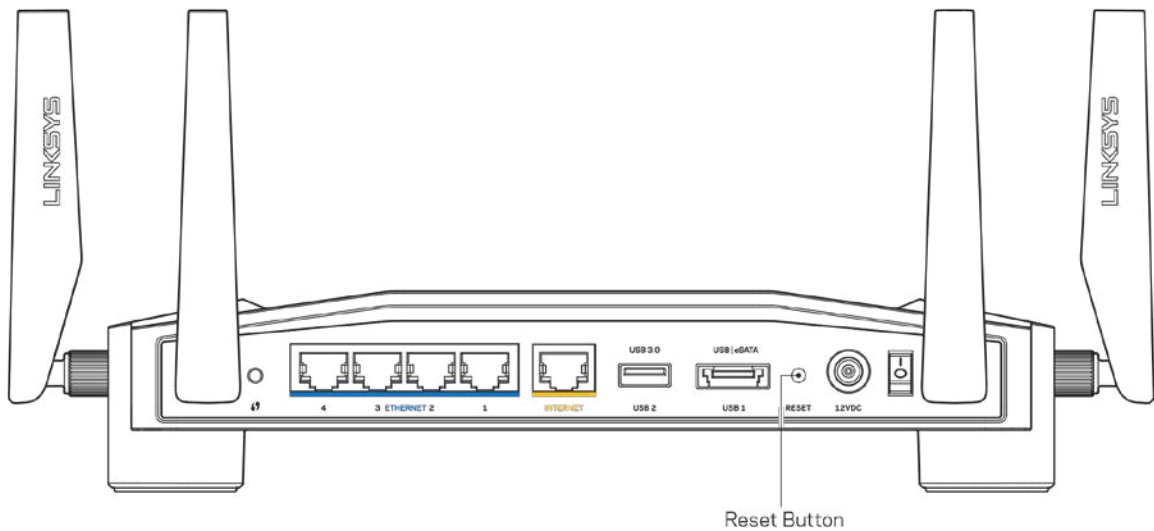 LINKSYS
LINKSYS
USB 3.0
USB | eSATA
4
3 ETHERNET 2
1
INTERNET
USB 2
USB 1
RESET
12VDC
Reset Button